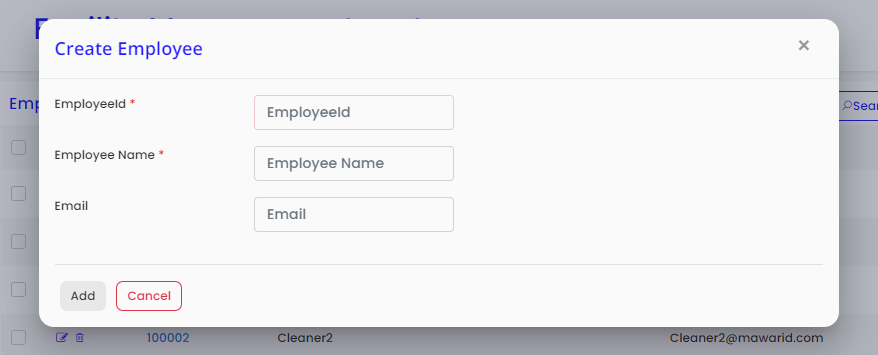 Create Employee
×
EmployeeId *
EmployeeId
Employee Name *
Employee Name
Email
Email
Add
Cancel
100002
Cleaner2
Cleaner2@mawarid.com